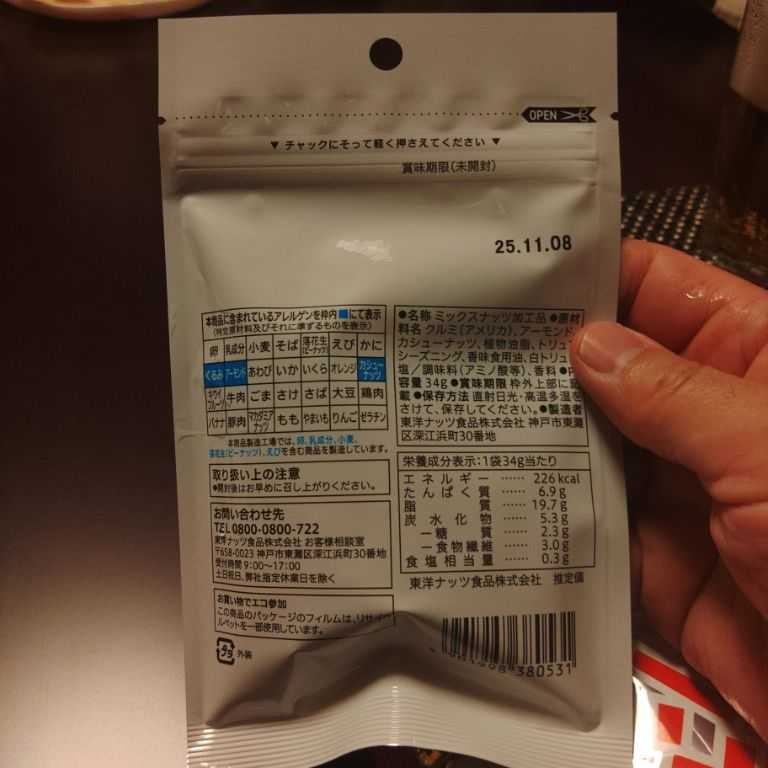 OPEN
▼ チャックにそって軽く押さえてください ▼
賞味期限(未開封)
25.11.08
本商品に含まれているアレルゲンを枠内■にて表示
(特定原材料及びそれに準ずるものを表示)
卵 乳成分 小麦 そば 落花生(ピーナッツ) えび かに
くるみ アーモンド あわび いか いくら オレンジ カシューナッツ
キウイフルーツ 牛肉 ごま さけ さば 大豆 鶏肉
バナナ 豚肉 マカダミアナッツ もも やまいも りんご ゼラチン
本商品製造工場では、卵、乳成分、小麦、
落花生(ピーナッツ)、えびを含む商品を製造しています。
取り扱い上の注意
●開封後はお早めに召し上がりください。
お問い合わせ先
TEL0800-0800-722
東洋ナッツ食品株式会社 お客様相談室
〒658-0023 神戸市東灘区深江浜町30番地
受付時間 9:00~17:00
土日祝日、弊社指定休業日を除く
お買い物でエコ参加
この商品のパッケージのフィルムは、リサイクル
ペットを一部使用しています。
プラ 外装
●名称 ミックスナッツ加工品 ●原材
料名 クルミ(アメリカ)、アーモンド、
カシューナッツ、植物油脂、トリュフ
シーズニング、香味食用油、白トリュフ
塩/調味料(アミノ酸等)、香料 ●内
容量 34g ●賞味期限 枠外上部に記
載 ●保存方法 直射日光・高温多湿を
さけて、保存してください。●製造者
東洋ナッツ食品株式会社 神戸市東灘
区深江浜町30番地
栄養成分表示:1袋34g当たり
エネルギー …… 226kcal
たんぱく質 …… 6.9g
脂質 …… 19.7g
炭水化物 …… 5.3g
-糖質 …… 2.3g
-食物繊維 …… 3.0g
食塩相当量 …… 0.3g
東洋ナッツ食品株式会社 推定値
380531